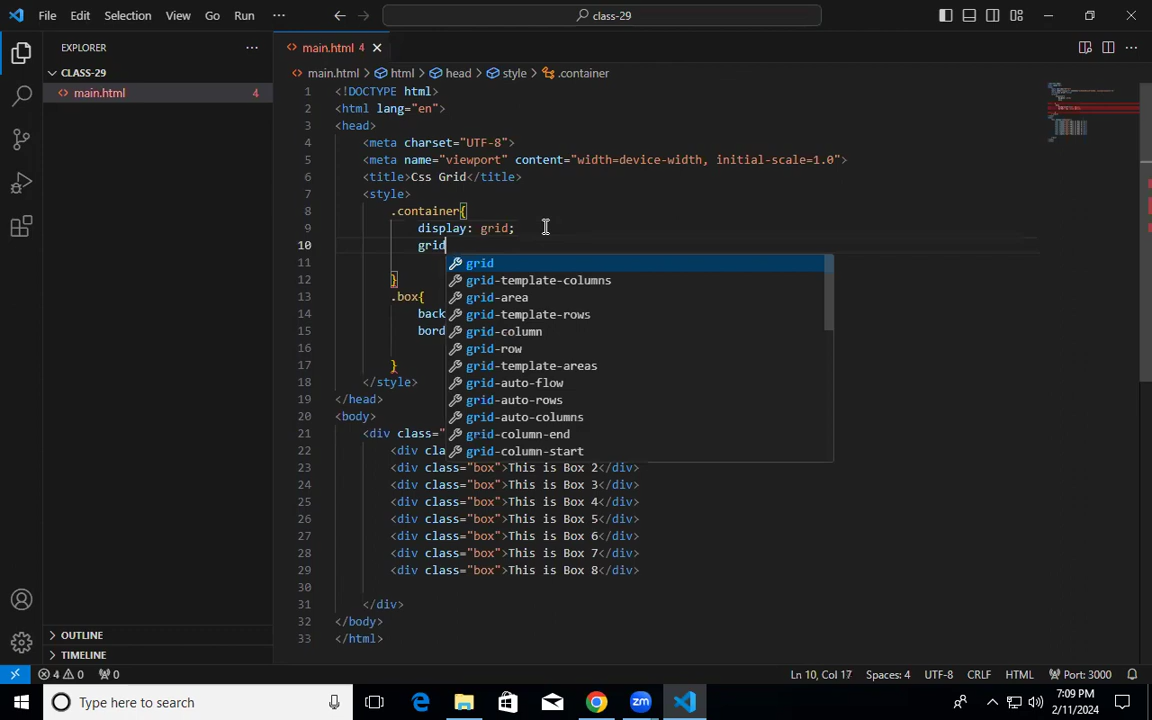 File Edit Selection View Go Run ··· class-29
EXPLORER ···
CLASS-29
main.html 4
main.html 4
main.html > html > head > style > .container
1 <!DOCTYPE html>
2 <html lang="en">
3 <head>
4 <meta charset="UTF-8">
5 <meta name="viewport" content="width=device-width, initial-scale=1.0">
6 <title>Css Grid</title>
7 <style>
8 .container{
9 display: grid;
10 grid
11
12 }
13 .box{
14 back
15 bord
16
17 }
18 </style>
19 </head>
20 <body>
21 <div class="
22 <div cla
23 <div class="box">This is Box 2</div>
24 <div class="box">This is Box 3</div>
25 <div class="box">This is Box 4</div>
26 <div class="box">This is Box 5</div>
27 <div class="box">This is Box 6</div>
28 <div class="box">This is Box 7</div>
29 <div class="box">This is Box 8</div>
30
31 </div>
32 </body>
33 </html>
grid
grid-template-columns
grid-area
grid-template-rows
grid-column
grid-row
grid-template-areas
grid-auto-flow
grid-auto-rows
grid-auto-columns
grid-column-end
grid-column-start
OUTLINE
TIMELINE
4 0 0 Ln 10, Col 17 Spaces: 4 UTF-8 CRLF HTML Port: 3000
Type here to search zm 7:09 PM
2/11/2024